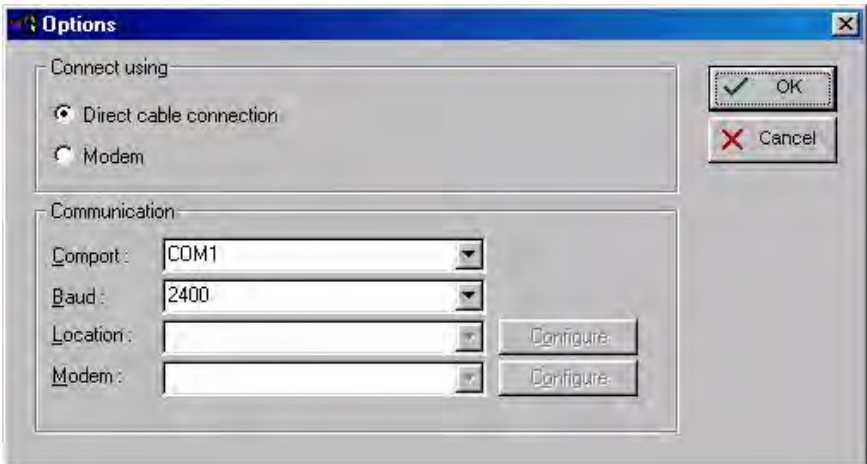 Options
Connect using
Direct cable connection
Modem
OK
Cancel
Communication
Comport :
COM1
Baud :
2400
Location :
Configure
Modem :
Configure